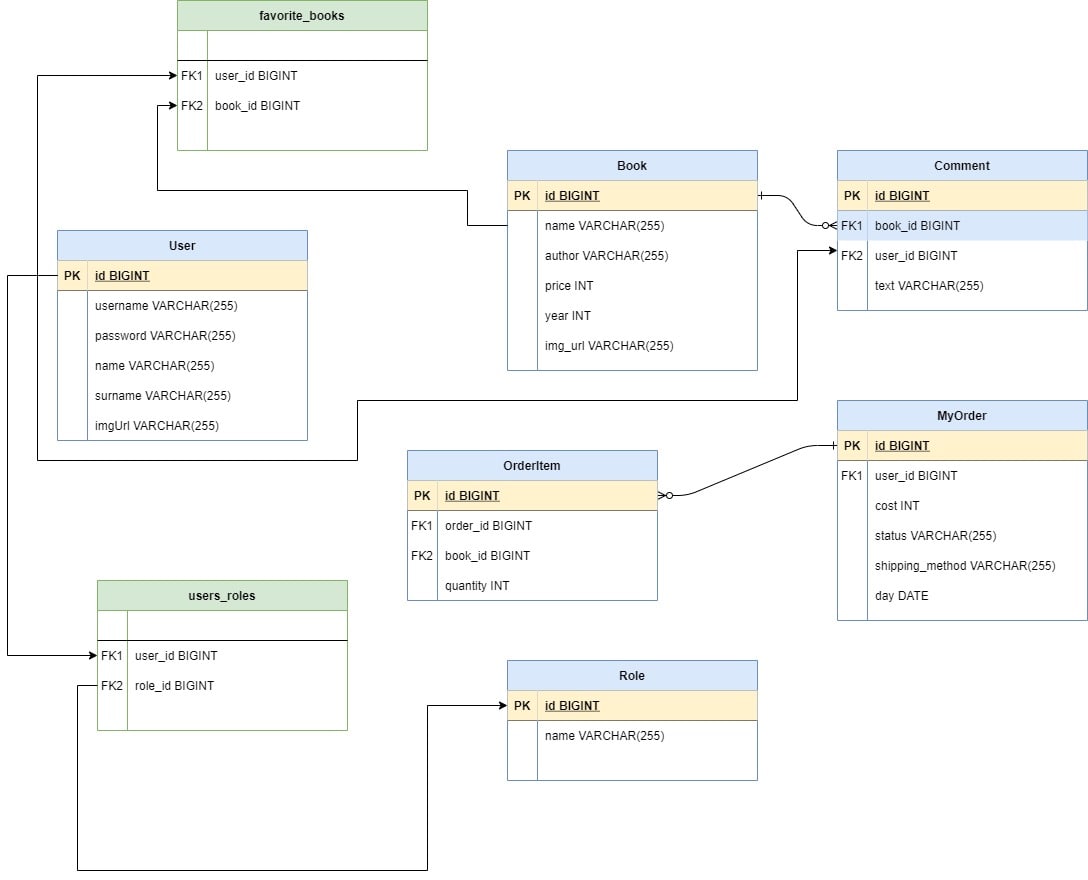 favorite_books
FK1 user_id BIGINT
FK2 book_id BIGINT
Book
PK id BIGINT
name VARCHAR(255)
author VARCHAR(255)
price INT
year INT
img_url VARCHAR(255)
Comment
PK id BIGINT
FK1 book_id BIGINT
FK2 user_id BIGINT
text VARCHAR(255)
User
PK id BIGINT
username VARCHAR(255)
password VARCHAR(255)
name VARCHAR(255)
surname VARCHAR(255)
imgUrl VARCHAR(255)
MyOrder
PK id BIGINT
FK1 user_id BIGINT
cost INT
status VARCHAR(255)
shipping_method VARCHAR(255)
day DATE
OrderItem
PK id BIGINT
FK1 order_id BIGINT
FK2 book_id BIGINT
quantity INT
users_roles
FK1 user_id BIGINT
FK2 role_id BIGINT
Role
PK id BIGINT
name VARCHAR(255)